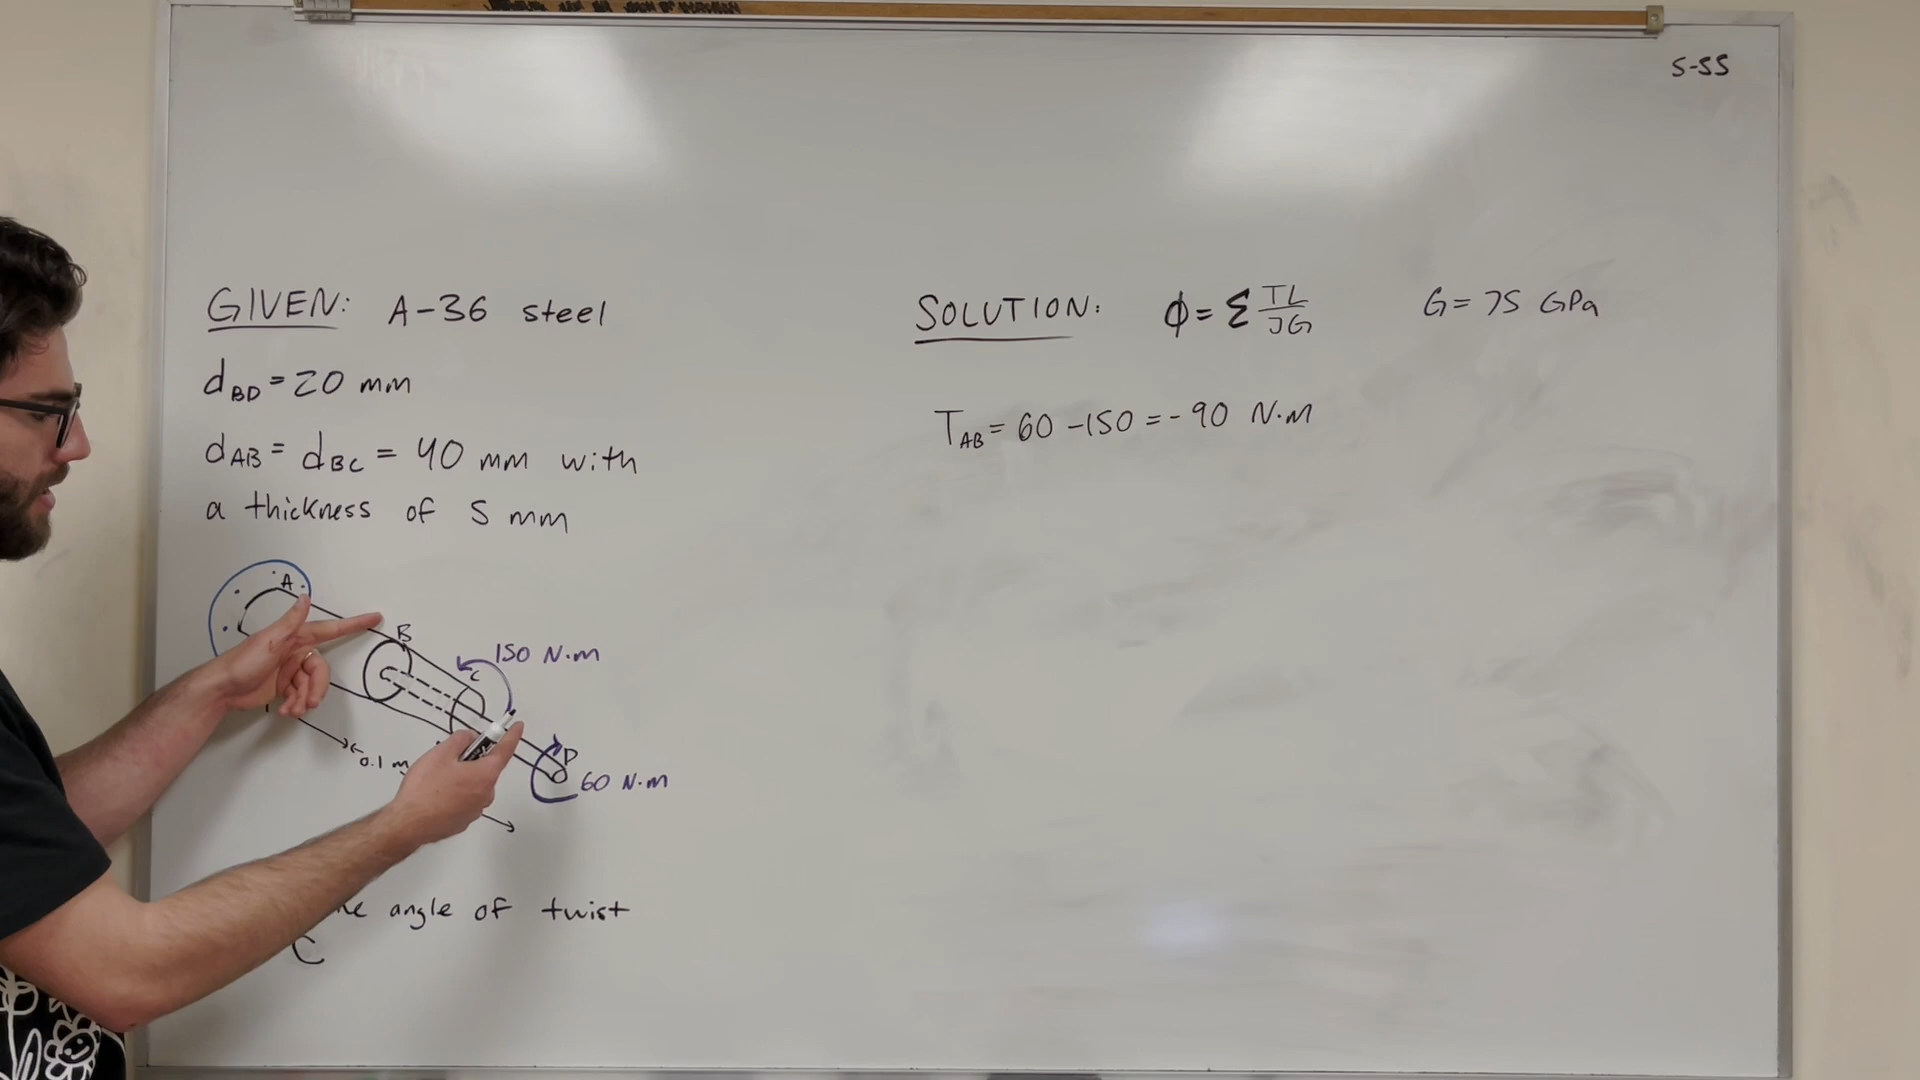 S-55
GIVEN: A-36 steel
d_BD = 20 mm
d_AB = d_BC = 40 mm with
a thickness of 5 mm
A
B
150 N·m
C
D
0.1 m
60 N·m
angle of twist
C
SOLUTION: ϕ = Σ TL/JG G = 75 GPa
T_AB = 60 - 150 = - 90 N·m